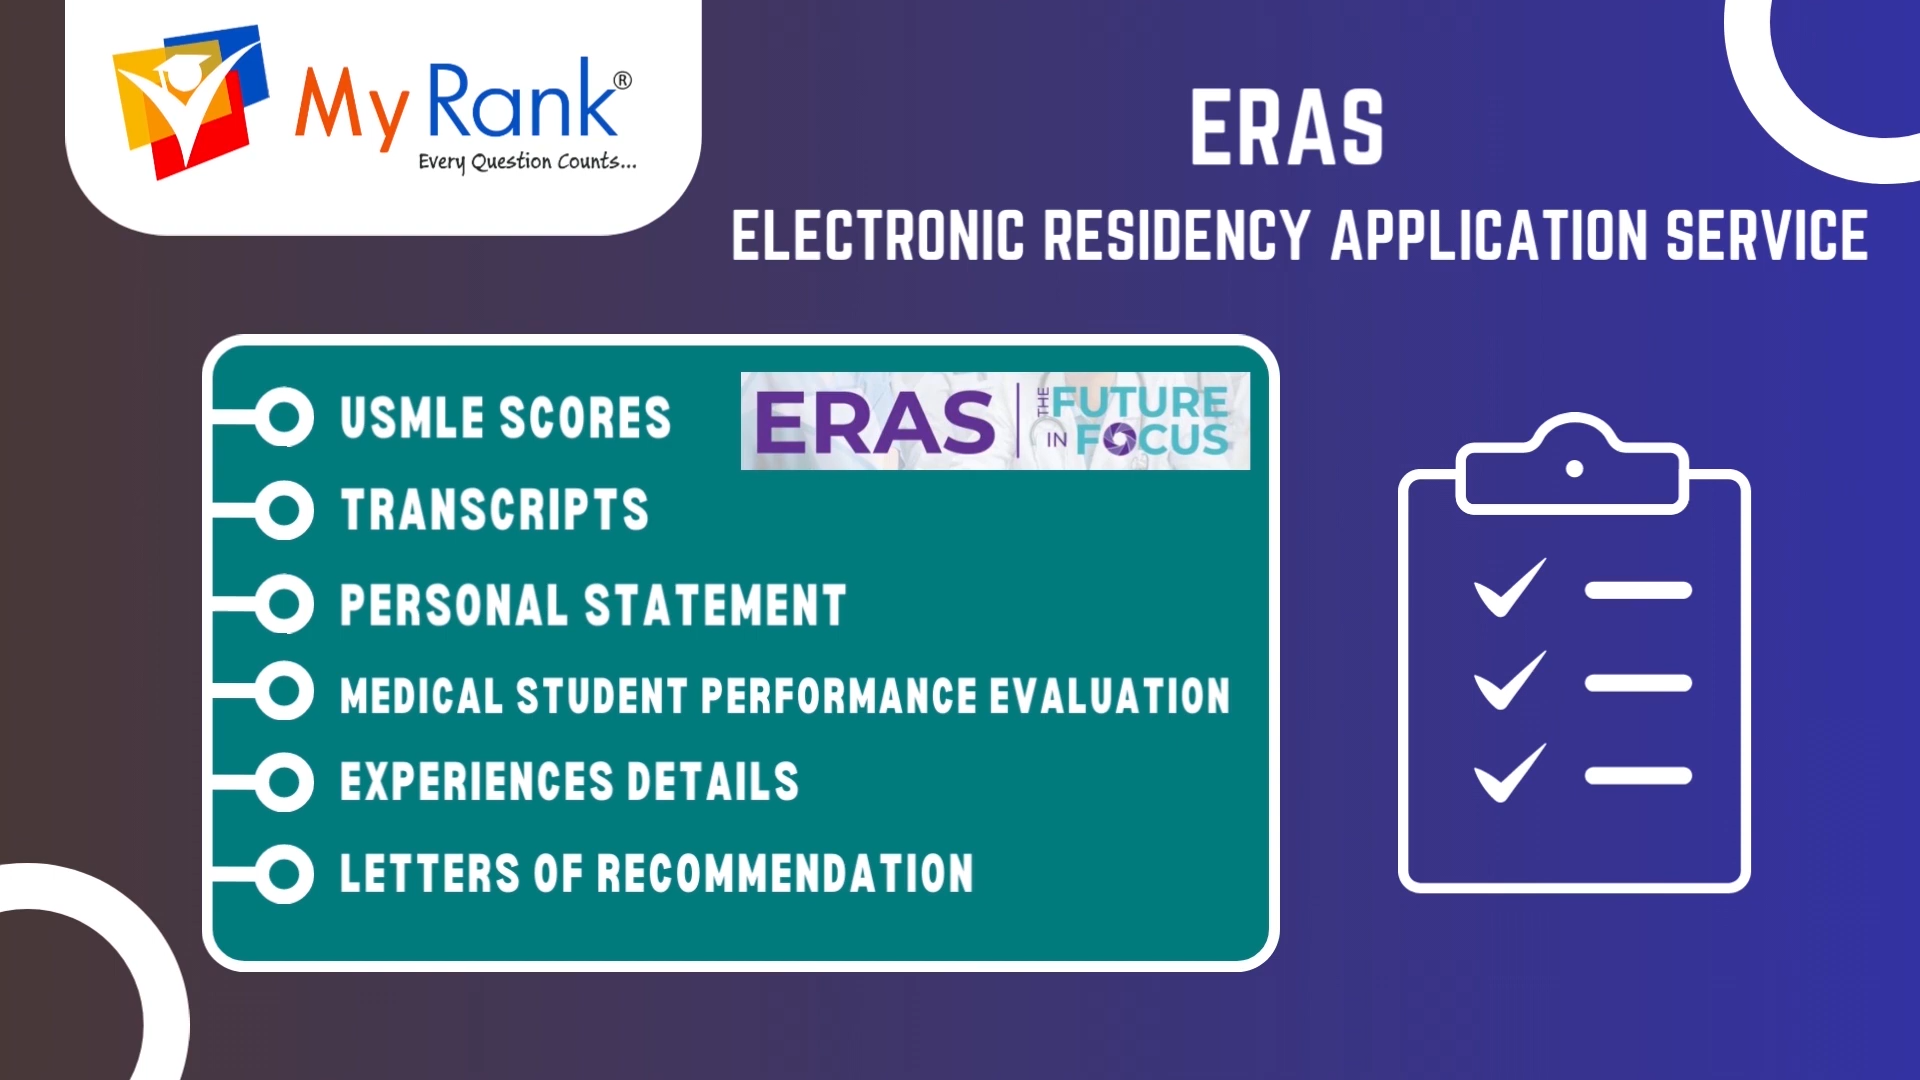 My Rank®
Every Question Counts...
ERAS
ELECTRONIC RESIDENCY APPLICATION SERVICE
USMLE SCORES
ERAS | THE FUTURE
IN FOCUS
TRANSCRIPTS
PERSONAL STATEMENT
MEDICAL STUDENT PERFORMANCE EVALUATION
EXPERIENCES DETAILS
LETTERS OF RECOMMENDATION